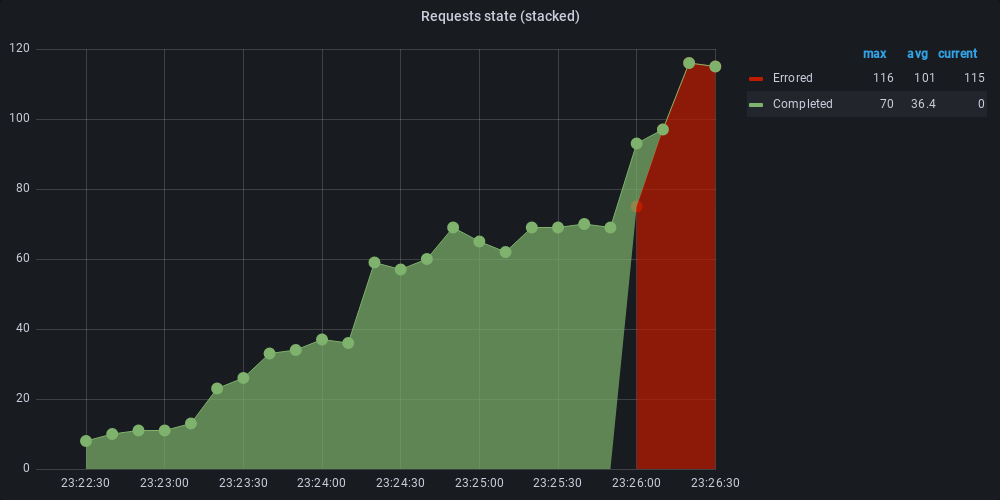 Requests state (stacked)
max avg current
Errored 116 101 115
Completed 70 36.4 0
120
100
80
60
40
20
0
23:22:30 23:23:00 23:23:30 23:24:00 23:24:30 23:25:00 23:25:30 23:26:00 23:26:30